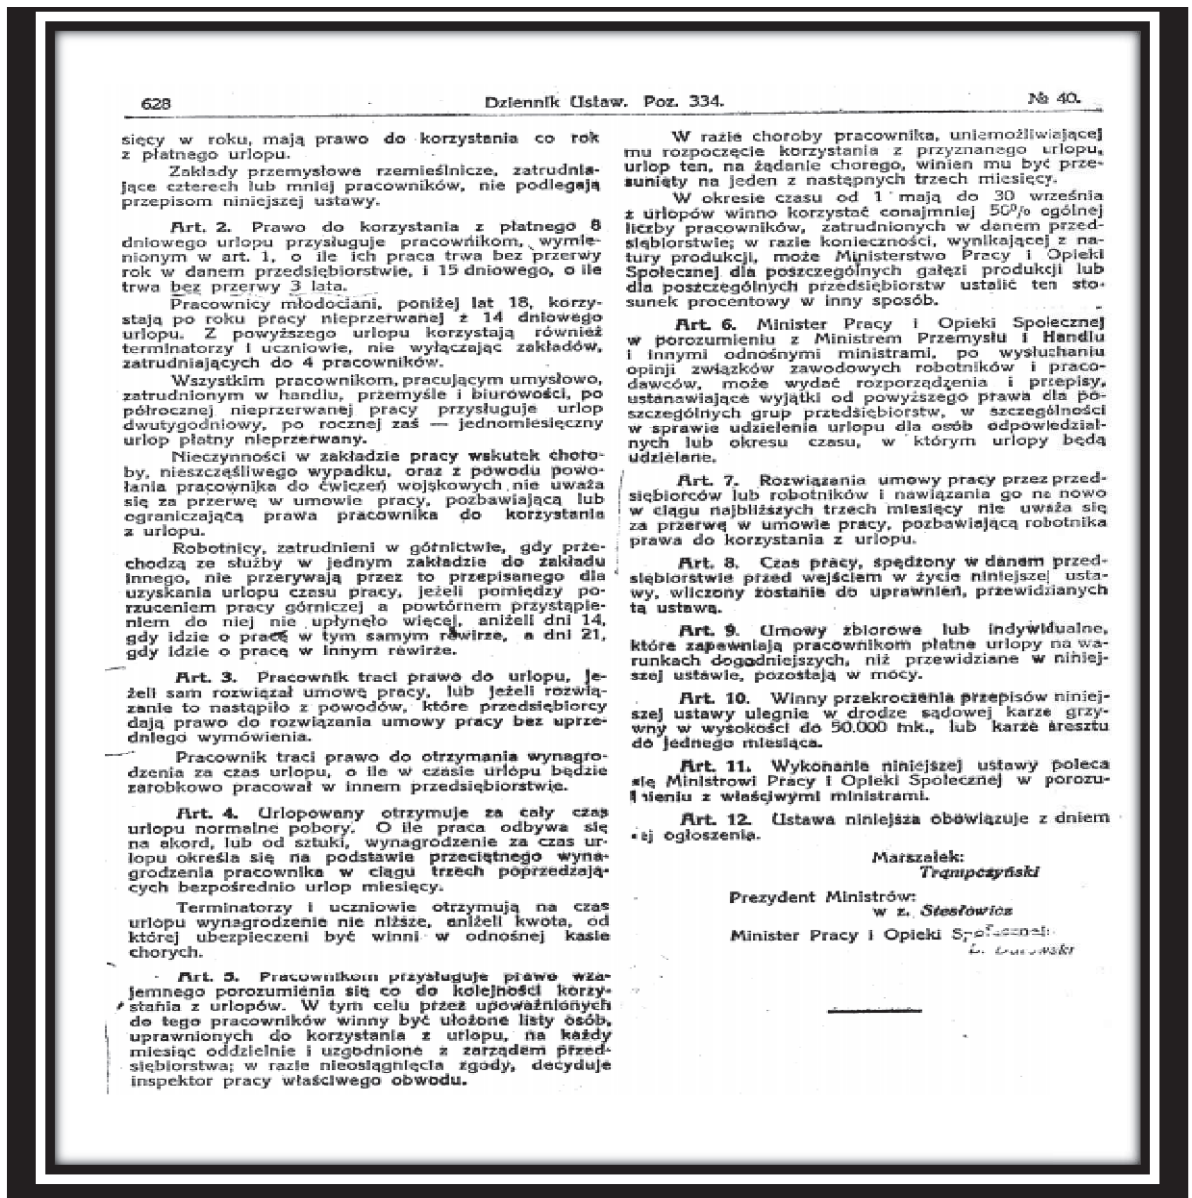 628
Dziennik Ustaw. Poz. 334.
№ 40.
sięcy w roku, mają prawo do korzystania co rok
z płatnego urlopu.
Zakłady przemysłowe rzemieślnicze, zatrudnia-
jące czterech lub mniej pracowników, nie podlegają
przepisom niniejszej ustawy.
Art. 2. Prawo do korzystania z płatnego 8
dniowego urlopu przysługuje pracownikom, wymie-
nionym w art. 1, o ile ich praca trwa bez przerwy
rok w danem przedsiębiorstwie, i 15 dniowego, o ile
trwa bez przerwy 3 lata.
Pracownicy młodociani, poniżej lat 18, korzy-
stają po roku pracy nieprzerwanej z 14 dniowego
urlopu. Z powyższego urlopu korzystają również
terminatorzy i uczniowie, nie wyłączając zakładów,
zatrudniających do 4 pracowników.
Wszystkim pracownikom, pracującym umysłowo,
zatrudnionym w handlu, przemyśle i biurowości, po
półrocznej nieprzerwanej pracy przysługuje urlop
dwutygodniowy, po rocznej zaś — jednomiesięczny
urlop płatny nieprzerwany.
Nieczynności w zakładzie pracy wskutek choro-
by, nieszczęśliwego wypadku, oraz z powodu powo-
łania pracownika do ćwiczeń wojskowych nie uważa
się za przerwę w umowie pracy, pozbawiającą lub
ograniczającą prawa pracownika do korzystania
z urlopu.
Robotnicy, zatrudnieni w górnictwie, gdy prze-
chodzą ze służby w jednym zakładzie do zakładu
innego, nie przerywają przez to przepisanego dla
uzyskania urlopu czasu pracy, jeżeli pomiędzy po-
rzuceniem pracy górniczej a powtórnem przystąpie-
niem do niej nie upłynęło więcej, aniżeli dni 14,
gdy idzie o pracę w tym samym rewirze, a dni 21,
gdy idzie o pracę w innym rewirze.
Art. 3. Pracownik traci prawo do urlopu, je-
żeli sam rozwiązał umowę pracy, lub jeżeli rozwią-
zanie to nastąpiło z powodów, które przedsiębiorcy
dają prawo do rozwiązania umowy pracy bez uprze-
dniego wymówienia.
Pracownik traci prawo do otrzymania wynagro-
dzenia za czas urlopu, o ile w czasie urlopu będzie
zarobkowo pracował w innem przedsiębiorstwie.
Art. 4. Urlopowany otrzymuje za cały czas
urlopu normalne pobory. O ile praca odbywa się
na akord, lub od sztuki, wynagrodzenie za czas ur-
lopu określa się na podstawie przeciętnego wyna-
grodzenia pracownika w ciągu trzech poprzedzają-
cych bezpośrednio urlop miesięcy.
Terminatorzy i uczniowie otrzymują na czas
urlopu wynagrodzenie nie niższe, aniżeli kwota, od
której ubezpieczeni być winni w odnośnej kasie
chorych.
Art. 5. Pracownikom przysługuje prawo wza-
jemnego porozumienia się co do kolejności korzy-
stania z urlopów. W tym celu przez upoważnionych
do tego pracowników winny być ułożone listy osób,
uprawnionych do korzystania z urlopu, na każdy
miesiąc oddzielnie i uzgodnione z zarządem przed-
siębiorstwa; w razie nieosiągnięcia zgody, decyduje
inspektor pracy właściwego obwodu.
W razie choroby pracownika, uniemożliwiającej
mu rozpoczęcie korzystania z przyznanego urlopu,
urlop ten, na żądanie chorego, winien mu być prze-
sunięty na jeden z następnych trzech miesięcy.
W okresie czasu od 1 mają do 30 września
z urlopów winno korzystać conajmniej 50% ogólnej
liczby pracowników, zatrudnionych w danem przed-
siębiorstwie; w razie konieczności, wynikającej z na-
tury produkcji, może Ministerstwo Pracy i Opieki
Społecznej dla poszczególnych gałęzi produkcji lub
dla poszczególnych przedsiębiorstw ustalić ten sto-
sunek procentowy w inny sposób.
Art. 6. Minister Pracy i Opieki Społecznej
w porozumieniu z Ministrem Przemysłu i Handlu
i innymi odnośnymi ministrami, po wysłuchaniu
opinji związków zawodowych robotników i praco-
dawców, może wydać rozporządzenia i przepisy,
ustanawiające wyjątki od powyższego prawa dla po-
szczególnych grup przedsiębiorstw, w szczególności
w sprawie udzielenia urlopu dla osób odpowiedzial-
nych lub okresu czasu, w którym urlopy będą
udzielane.
Art. 7. Rozwiązania umowy pracy przez przed-
siębiorców lub robotników i nawiązania go na nowo
w ciągu najbliższych trzech miesięcy nie uważa się
za przerwę w umowie pracy, pozbawiającą robotnika
prawa do korzystania z urlopu.
Art. 8. Czas pracy, spędzony w danem przed-
siębiorstwie przed wejściem w życie niniejszej usta-
wy, wliczony zostanie do uprawnień, przewidzianych
tą ustawą.
Art. 9. Umowy zbiorowe lub indywidualne,
które zapewniają pracownikom płatne urlopy na wa-
runkach dogodniejszych, niż przewidziane w niniej-
szej ustawie, pozostają w mocy.
Art. 10. Winny przekroczenia przepisów niniej-
szej ustawy ulegnie w drodze sądowej karze grzy-
wny w wysokości do 50.000 mk., lub karze aresztu
do jednego miesiąca.
Art. 11. Wykonanie niniejszej ustawy poleca
się Ministrowi Pracy i Opieki Społecznej w porozu-
mieniu z właściwymi ministrami.
Art. 12. Ustawa niniejsza obowiązuje z dniem
jej ogłoszenia.
Marszałek:
Trąmpczyński
Prezydent Ministrów:
w z. Stesłowicz
Minister Pracy i Opieki Społecznej: